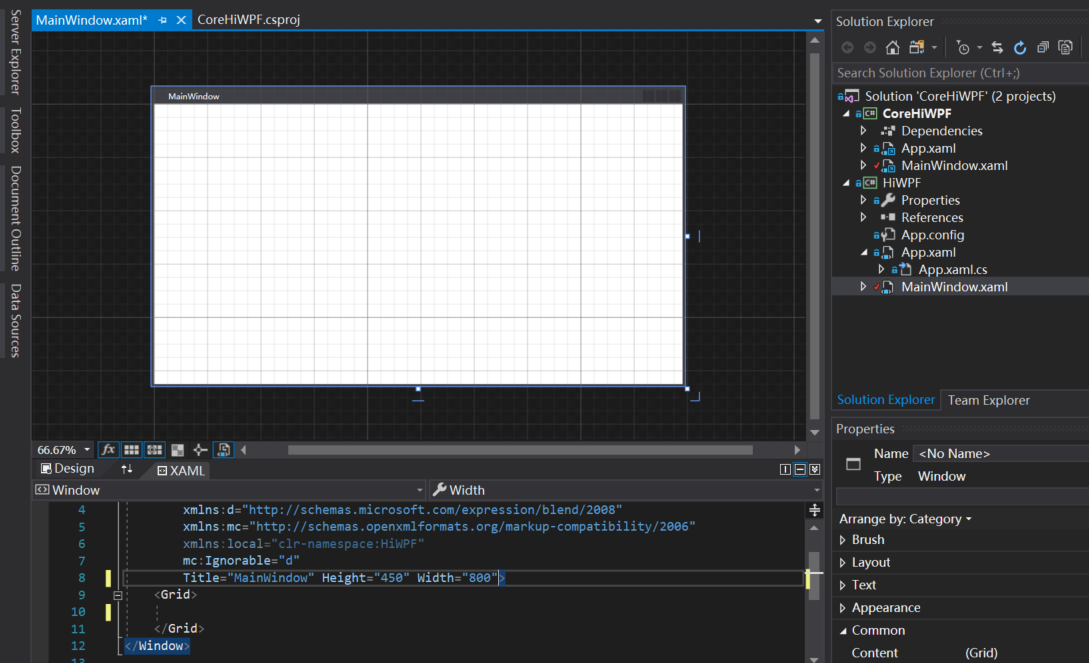 Server Explorer
Toolbox
Document Outline
Data Sources
MainWindow.xaml*
CoreHiWPF.csproj
MainWindow
66.67%
fx
Design
XAML
Window
Width
4 xmlns:d="http://schemas.microsoft.com/expression/blend/2008"
5 xmlns:mc="http://schemas.openxmlformats.org/markup-compatibility/2006"
6 xmlns:local="clr-namespace:HiWPF"
7 mc:Ignorable="d"
8 Title="MainWindow" Height="450" Width="800">
9 <Grid>
10
11 </Grid>
12 </Window>
13
Solution Explorer
Search Solution Explorer (Ctrl+;)
Solution 'CoreHiWPF' (2 projects)
C# CoreHiWPF
Dependencies
App.xaml
MainWindow.xaml
C# HiWPF
Properties
References
App.config
App.xaml
App.xaml.cs
MainWindow.xaml
Solution Explorer
Team Explorer
Properties
Name <No Name>
Type Window
Arrange by: Category
Brush
Layout
Text
Appearance
Common
Content (Grid)